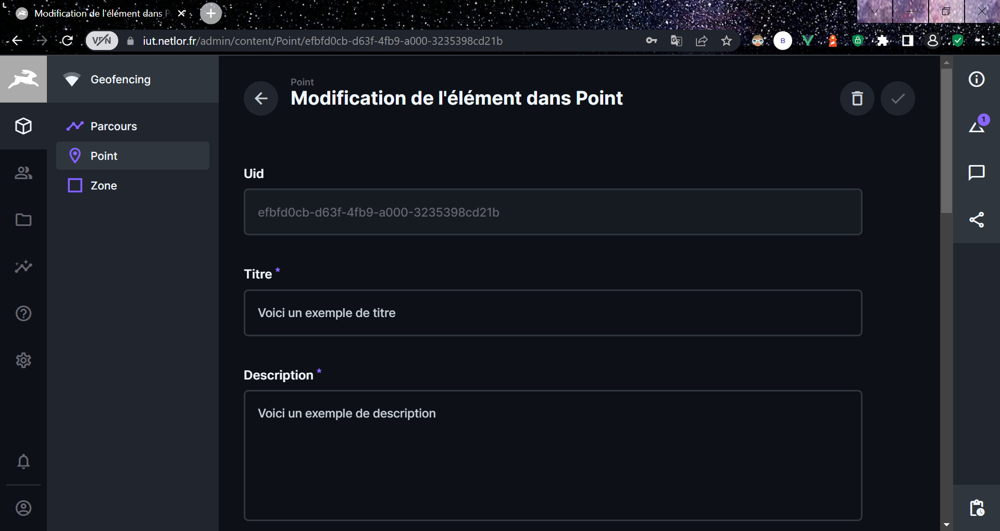 Modification de l'élément dans P
VPN
iut.netlor.fr/admin/content/Point/efbfd0cb-d63f-4fb9-a000-3235398cd21b
B
Geofencing
Parcours
Point
Zone
Point
Modification de l'élément dans Point
1
Uid
efbfd0cb-d63f-4fb9-a000-3235398cd21b
Titre *
Voici un exemple de titre
Description *
Voici un exemple de description